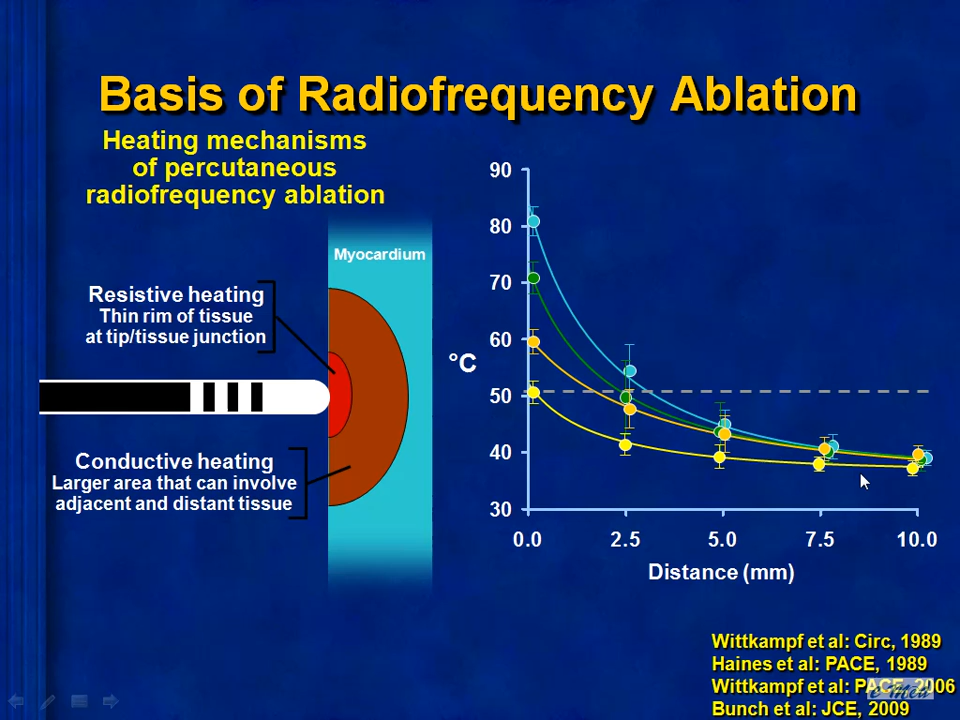 Basis of Radiofrequency Ablation
Heating mechanisms
of percutaneous
radiofrequency ablation
Myocardium
Resistive heating
Thin rim of tissue
at tip/tissue junction
Conductive heating
Larger area that can involve
adjacent and distant tissue
°C
90
80
70
60
50
40
30
0.0 2.5 5.0 7.5 10.0
Distance (mm)
Wittkampf et al: Circ, 1989
Haines et al: PACE, 1989
Wittkampf et al: PACE, 2006
Bunch et al: JCE, 2009